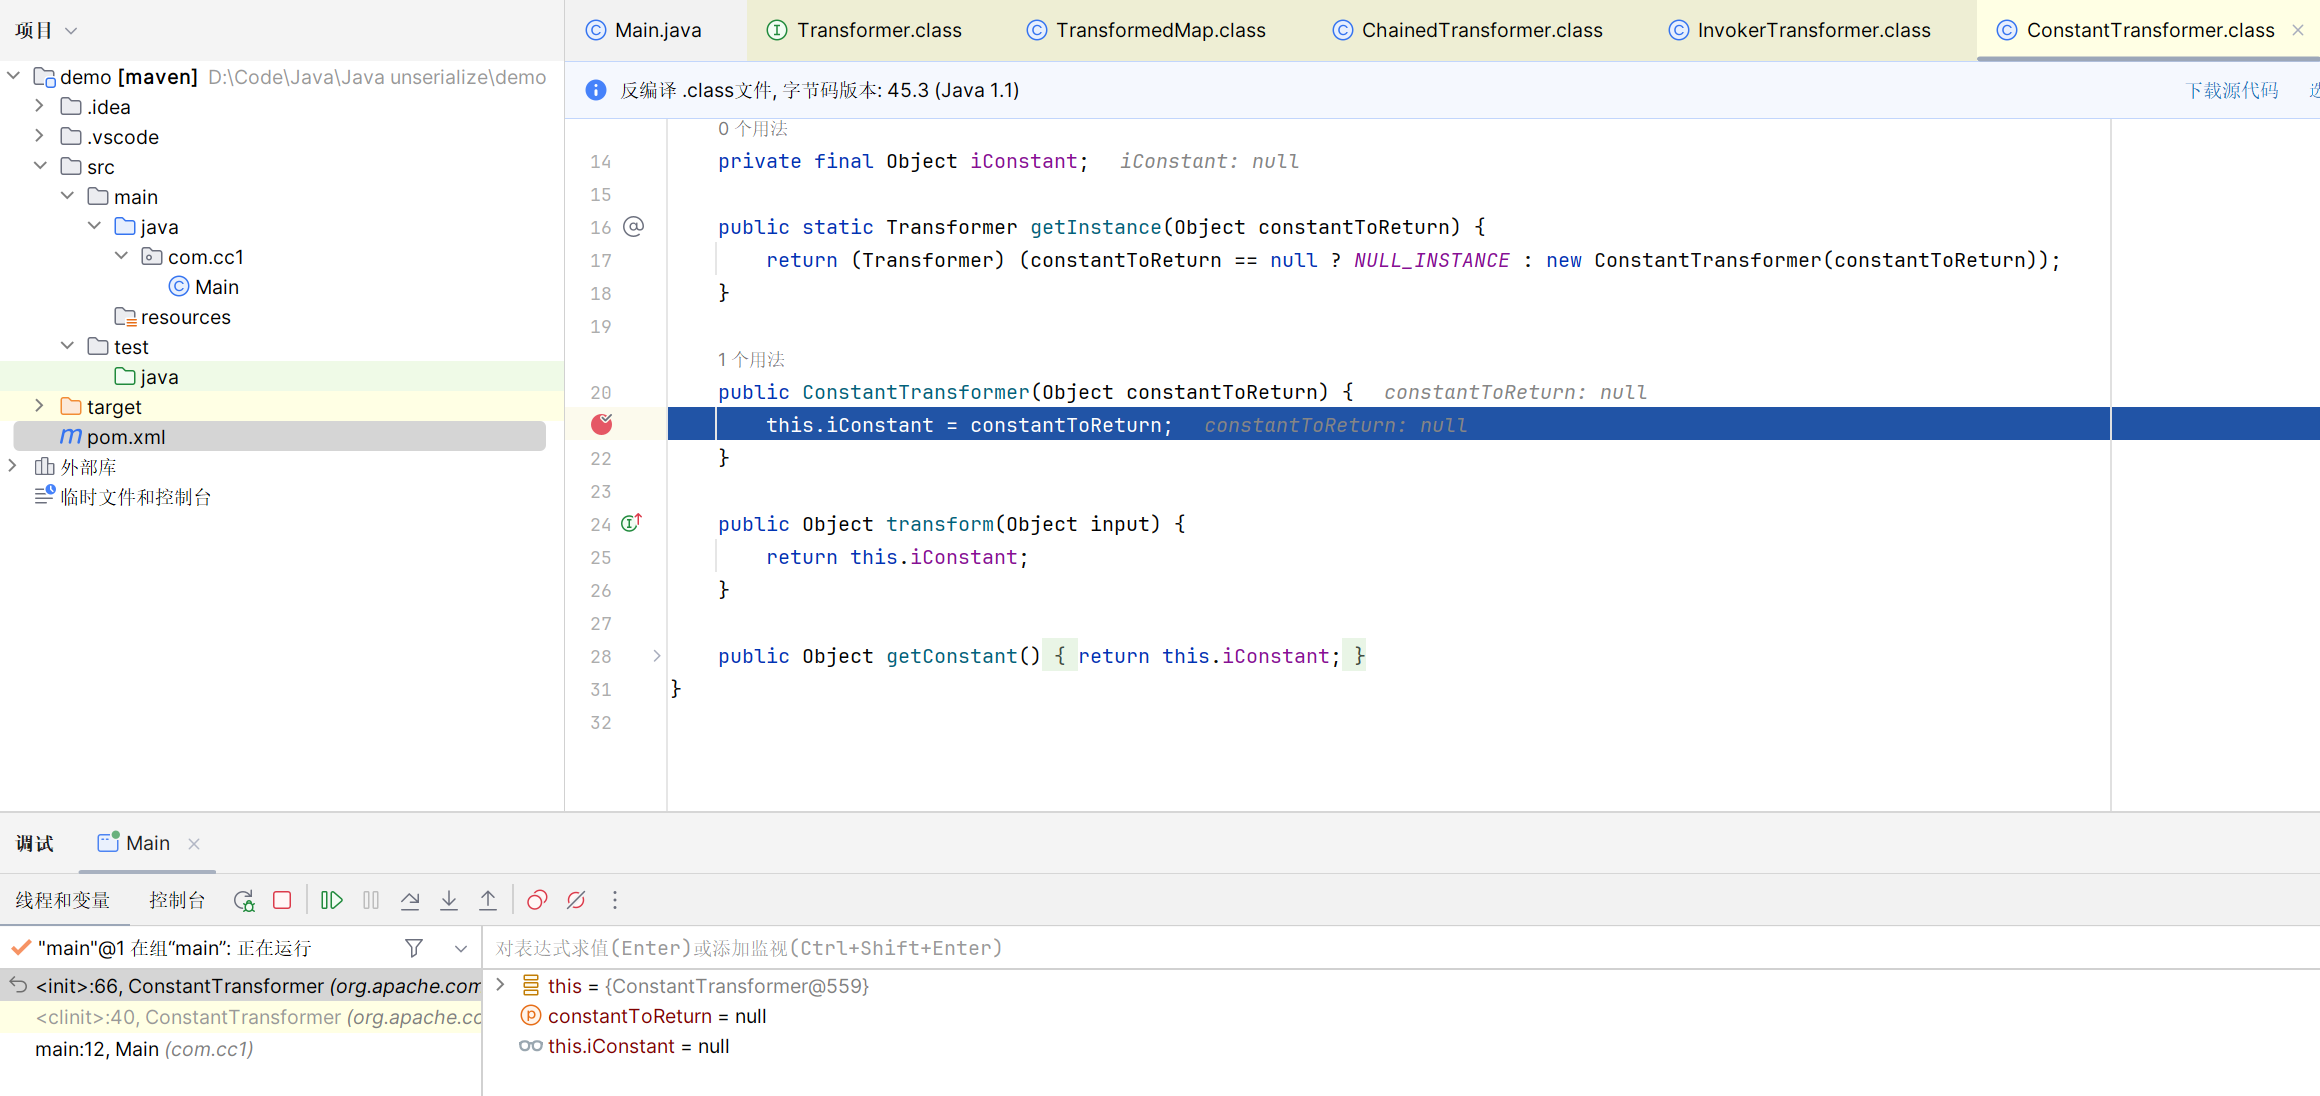 项目
demo [maven] D:\Code\Java\Java unserialize\demo
.idea
.vscode
src
main
java
com.cc1
Main
resources
test
java
target
pom.xml
外部库
临时文件和控制台
Main.java Transformer.class TransformedMap.class ChainedTransformer.class InvokerTransformer.class ConstantTransformer.class
反编译 .class文件, 字节码版本: 45.3 (Java 1.1) 下载源代码
0 个用法
14 private final Object iConstant; iConstant: null
15
16 public static Transformer getInstance(Object constantToReturn) {
17 return (Transformer) (constantToReturn == null ? NULL_INSTANCE : new ConstantTransformer(constantToReturn));
18 }
19
1 个用法
20 public ConstantTransformer(Object constantToReturn) { constantToReturn: null
this.iConstant = constantToReturn; constantToReturn: null
22 }
23
24 public Object transform(Object input) {
25 return this.iConstant;
26 }
27
28 public Object getConstant() { return this.iConstant; }
31 }
32
调试 Main
线程和变量 控制台
"main"@1 在组“main”: 正在运行
<init>:66, ConstantTransformer (org.apache.com
<clinit>:40, ConstantTransformer (org.apache.cc
main:12, Main (com.cc1)
对表达式求值(Enter)或添加监视(Ctrl+Shift+Enter)
this = {ConstantTransformer@559}
constantToReturn = null
this.iConstant = null